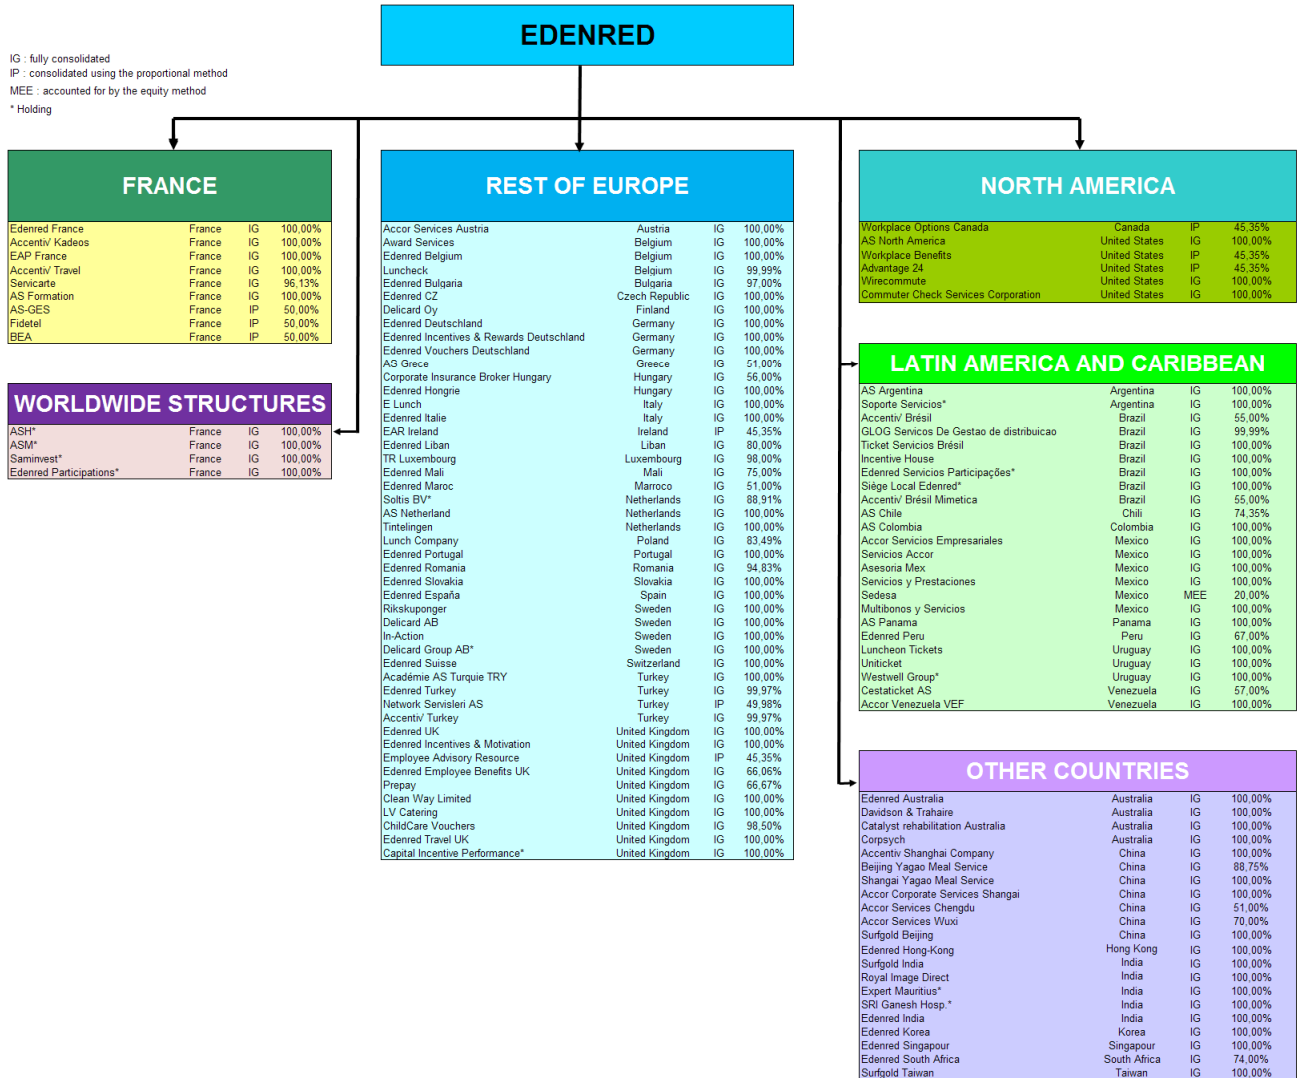 EDENRED
IG : fully consolidated
IP : consolidated using the proportional method
MEE : accounted for by the equity method
* Holding
FRANCE
Edenred France France IG 100,00%
Accentiv' Kadeos France IG 100,00%
EAP France France IG 100,00%
Accentiv' Travel France IG 100,00%
Servicarte France IG 96,13%
AS Formation France IG 100,00%
AS-GES France IP 50,00%
Fidetel France IP 50,00%
BEA France IP 50,00%
WORLDWIDE STRUCTURES
ASH* France IG 100,00%
ASM* France IG 100,00%
Saminvest* France IG 100,00%
Edenred Participations* France IG 100,00%
REST OF EUROPE
Accor Services Austria Austria IG 100,00%
Award Services Belgium IG 100,00%
Edenred Belgium Belgium IG 100,00%
Luncheck Belgium IG 99,99%
Edenred Bulgaria Bulgaria IG 97,00%
Edenred CZ Czech Republic IG 100,00%
Delicard Oy Finland IG 100,00%
Edenred Deutschland Germany IG 100,00%
Edenred Incentives & Rewards Deutschland Germany IG 100,00%
Edenred Vouchers Deutschland Germany IG 100,00%
AS Grece Greece IG 51,00%
Corporate Insurance Broker Hungary Hungary IG 56,00%
Edenred Hongrie Hungary IG 100,00%
E Lunch Italy IG 100,00%
Edenred Italie Italy IG 100,00%
EAR Ireland Ireland IP 45,35%
Edenred Liban Liban IG 80,00%
TR Luxembourg Luxembourg IG 98,00%
Edenred Mali Mali IG 75,00%
Edenred Maroc Marroco IG 51,00%
Soltis BV* Netherlands IG 88,91%
AS Netherland Netherlands IG 100,00%
Tintelingen Netherlands IG 100,00%
Lunch Company Poland IG 83,49%
Edenred Portugal Portugal IG 100,00%
Edenred Romania Romania IG 94,83%
Edenred Slovakia Slovakia IG 100,00%
Edenred España Spain IG 100,00%
Rikskuponger Sweden IG 100,00%
Delicard AB Sweden IG 100,00%
In-Action Sweden IG 100,00%
Delicard Group AB* Sweden IG 100,00%
Edenred Suisse Switzerland IG 100,00%
Académie AS Turquie TRY Turkey IG 100,00%
Edenred Turkey Turkey IG 99,97%
Network Servisleri AS Turkey IP 49,98%
Accentiv' Turkey Turkey IG 99,97%
Edenred UK United Kingdom IG 100,00%
Edenred Incentives & Motivation United Kingdom IG 100,00%
Employee Advisory Resource United Kingdom IP 45,35%
Edenred Employee Benefits UK United Kingdom IG 66,06%
Prepay United Kingdom IG 66,67%
Clean Way Limited United Kingdom IG 100,00%
LV Catering United Kingdom IG 100,00%
ChildCare Vouchers United Kingdom IG 98,50%
Edenred Travel UK United Kingdom IG 100,00%
Capital Incentive Performance* United Kingdom IG 100,00%
NORTH AMERICA
Workplace Options Canada Canada IP 45,35%
AS North America United States IG 100,00%
Workplace Benefits United States IP 45,35%
Advantage 24 United States IP 45,35%
Wirecommute United States IG 100,00%
Commuter Check Services Corporation United States IG 100,00%
LATIN AMERICA AND CARIBBEAN
AS Argentina Argentina IG 100,00%
Soporte Servicios* Argentina IG 100,00%
Accentiv' Brésil Brazil IG 55,00%
GLOG Servicos De Gestao de distribuicao Brazil IG 99,99%
Ticket Servicios Brésil Brazil IG 100,00%
Incentive House Brazil IG 100,00%
Edenred Servicios Participações* Brazil IG 100,00%
Siège Local Edenred* Brazil IG 100,00%
Accentiv' Brésil Mimetica Brazil IG 55,00%
AS Chile Chili IG 74,35%
AS Colombia Colombia IG 100,00%
Accor Servicios Empresariales Mexico IG 100,00%
Servicios Accor Mexico IG 100,00%
Asesoria Mex Mexico IG 100,00%
Servicios y Prestaciones Mexico IG 100,00%
Sedesa Mexico MEE 20,00%
Multibonos y Servicios Mexico IG 100,00%
AS Panama Panama IG 100,00%
Edenred Peru Peru IG 67,00%
Luncheon Tickets Uruguay IG 100,00%
Uniticket Uruguay IG 100,00%
Westwell Group* Uruguay IG 100,00%
Cestaticket AS Venezuela IG 57,00%
Accor Venezuela VEF Venezuela IG 100,00%
OTHER COUNTRIES
Edenred Australia Australia IG 100,00%
Davidson & Trahaire Australia IG 100,00%
Catalyst rehabilitation Australia Australia IG 100,00%
Corpsych Australia IG 100,00%
Accentiv Shanghai Company China IG 100,00%
Beijing Yagao Meal Service China IG 88,75%
Shangai Yagao Meal Service China IG 100,00%
Accor Corporate Services Shangai China IG 100,00%
Accor Services Chengdu China IG 51,00%
Accor Services Wuxi China IG 70,00%
Surfgold Beijing China IG 100,00%
Edenred Hong-Kong Hong Kong IG 100,00%
Surfgold India India IG 100,00%
Royal Image Direct India IG 100,00%
Expert Mauritius* India IG 100,00%
SRI Ganesh Hosp.* India IG 100,00%
Edenred India India IG 100,00%
Edenred Korea Korea IG 100,00%
Edenred Singapour Singapour IG 100,00%
Edenred South Africa South Africa IG 74,00%
Surfgold Taiwan Taiwan IG 100,00%